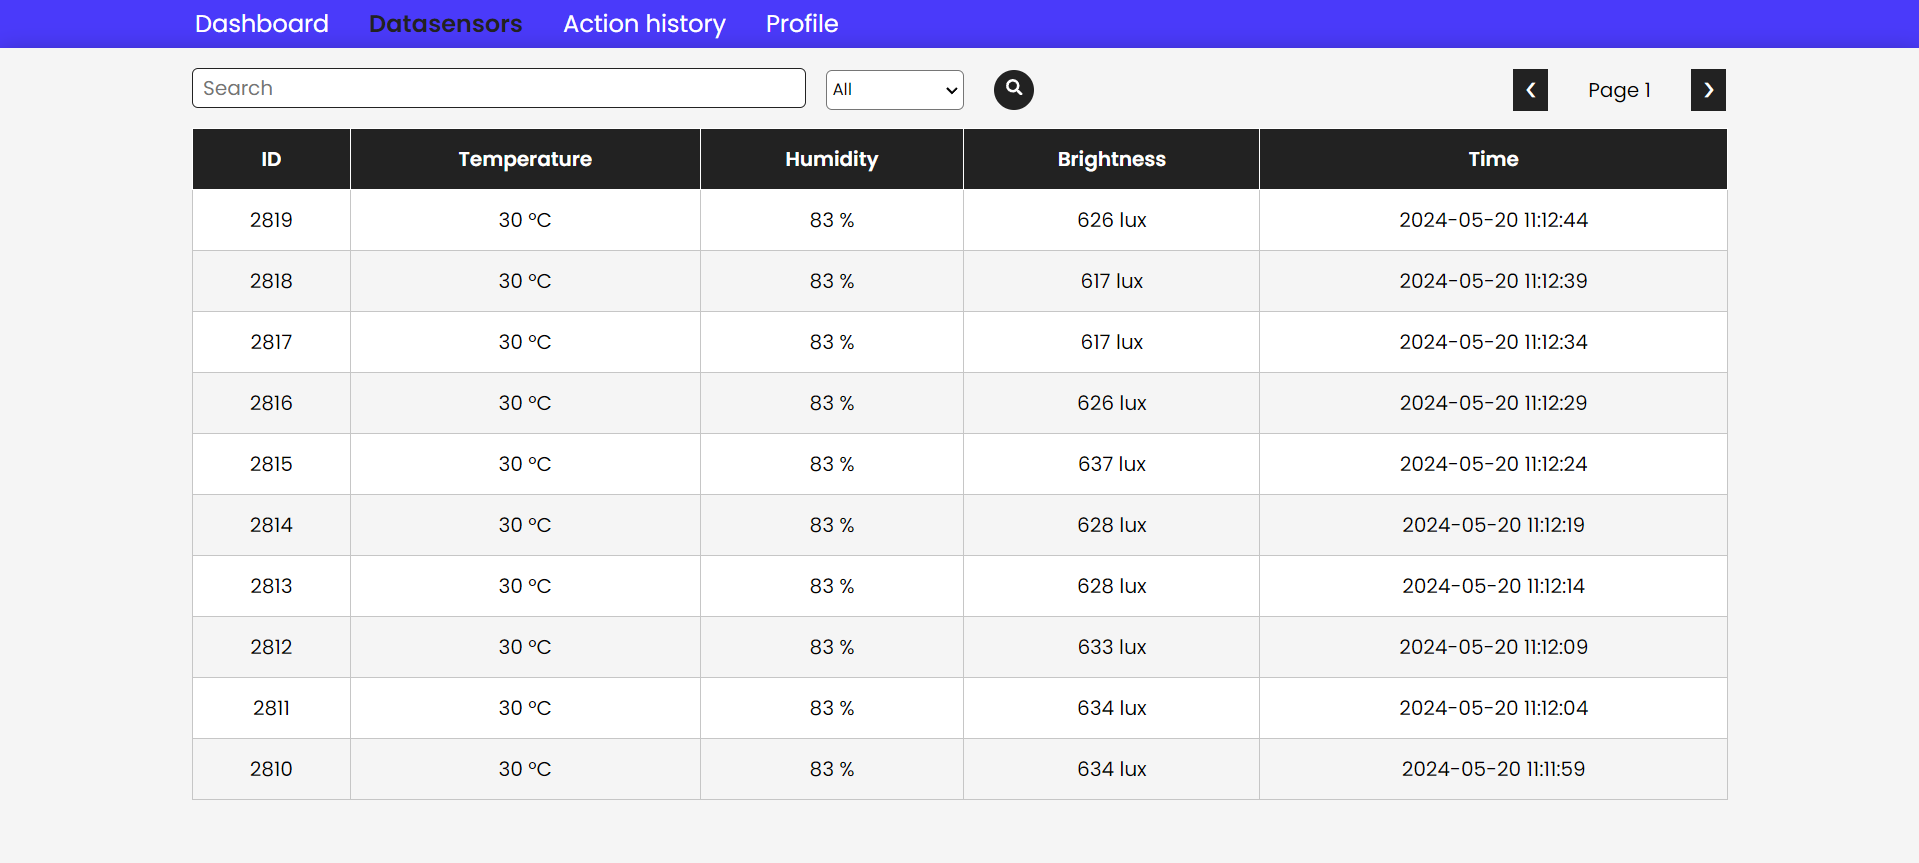 Dashboard Datasensors Action history Profile
Search All ❮ Page 1 ❯
ID Temperature Humidity Brightness Time
2819 30 °C 83 % 626 lux 2024-05-20 11:12:44
2818 30 °C 83 % 617 lux 2024-05-20 11:12:39
2817 30 °C 83 % 617 lux 2024-05-20 11:12:34
2816 30 °C 83 % 626 lux 2024-05-20 11:12:29
2815 30 °C 83 % 637 lux 2024-05-20 11:12:24
2814 30 °C 83 % 628 lux 2024-05-20 11:12:19
2813 30 °C 83 % 628 lux 2024-05-20 11:12:14
2812 30 °C 83 % 633 lux 2024-05-20 11:12:09
2811 30 °C 83 % 634 lux 2024-05-20 11:12:04
2810 30 °C 83 % 634 lux 2024-05-20 11:11:59